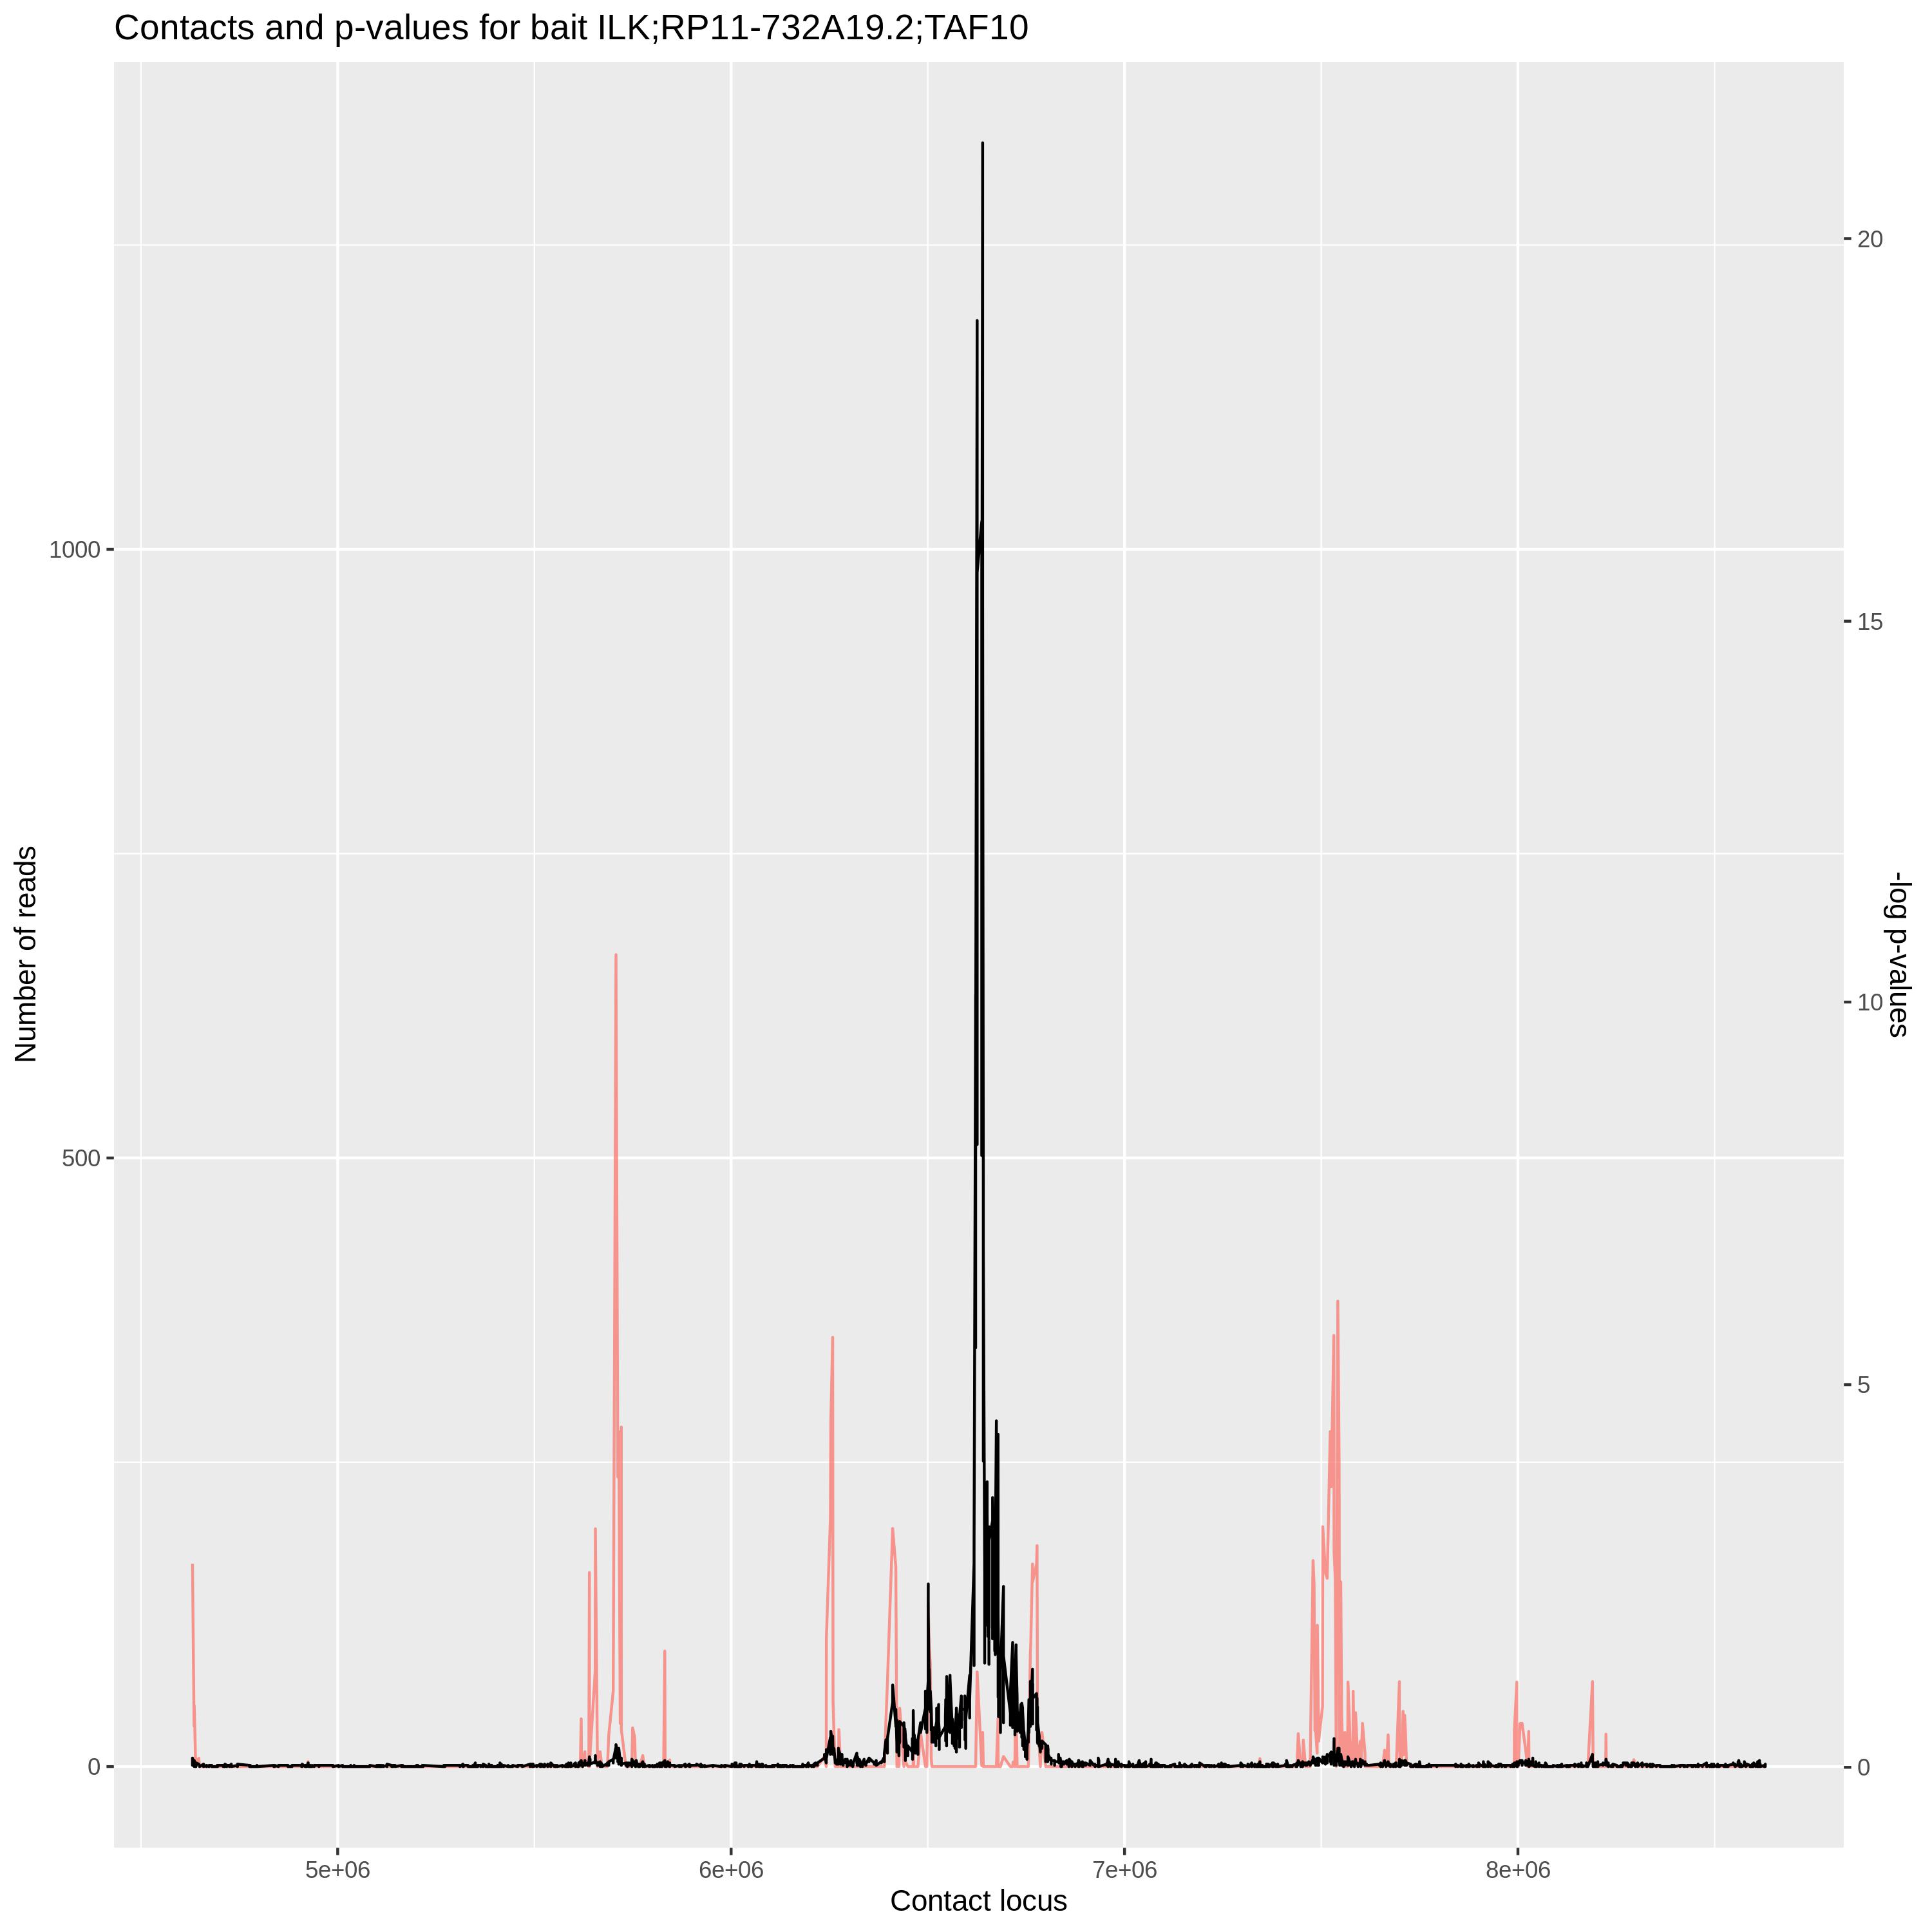 Contacts and p-values for bait ILK;RP11-732A19.2;TAF10
Number of reads
1000
500
0
20
15
10
5
0
-log p-values
5e+06
6e+06
7e+06
8e+06
Contact locus